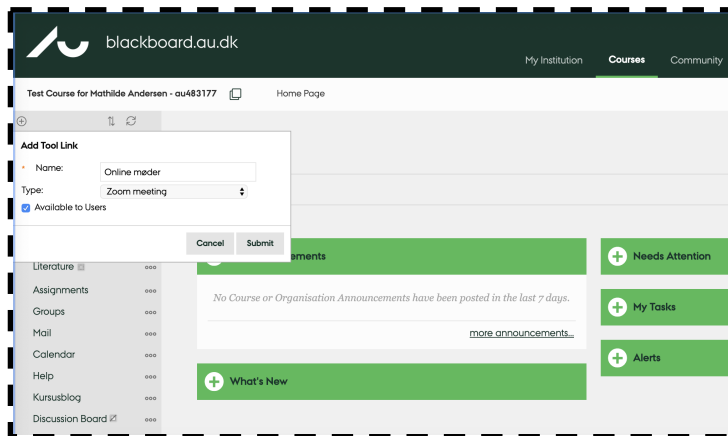 blackboard.au.dk
My Institution Courses Community
Test Course for Mathilde Andersen - au483177 Home Page
Add Tool Link
* Name: Online møder
Type: Zoom meeting
Available to Users
Cancel Submit
ements
Needs Attention
Literature
Assignments
No Course or Organisation Announcements have been posted in the last 7 days.
Groups
My Tasks
Mail
more announcements...
Calendar
Alerts
Help
What's New
Kursusblog
Discussion Board